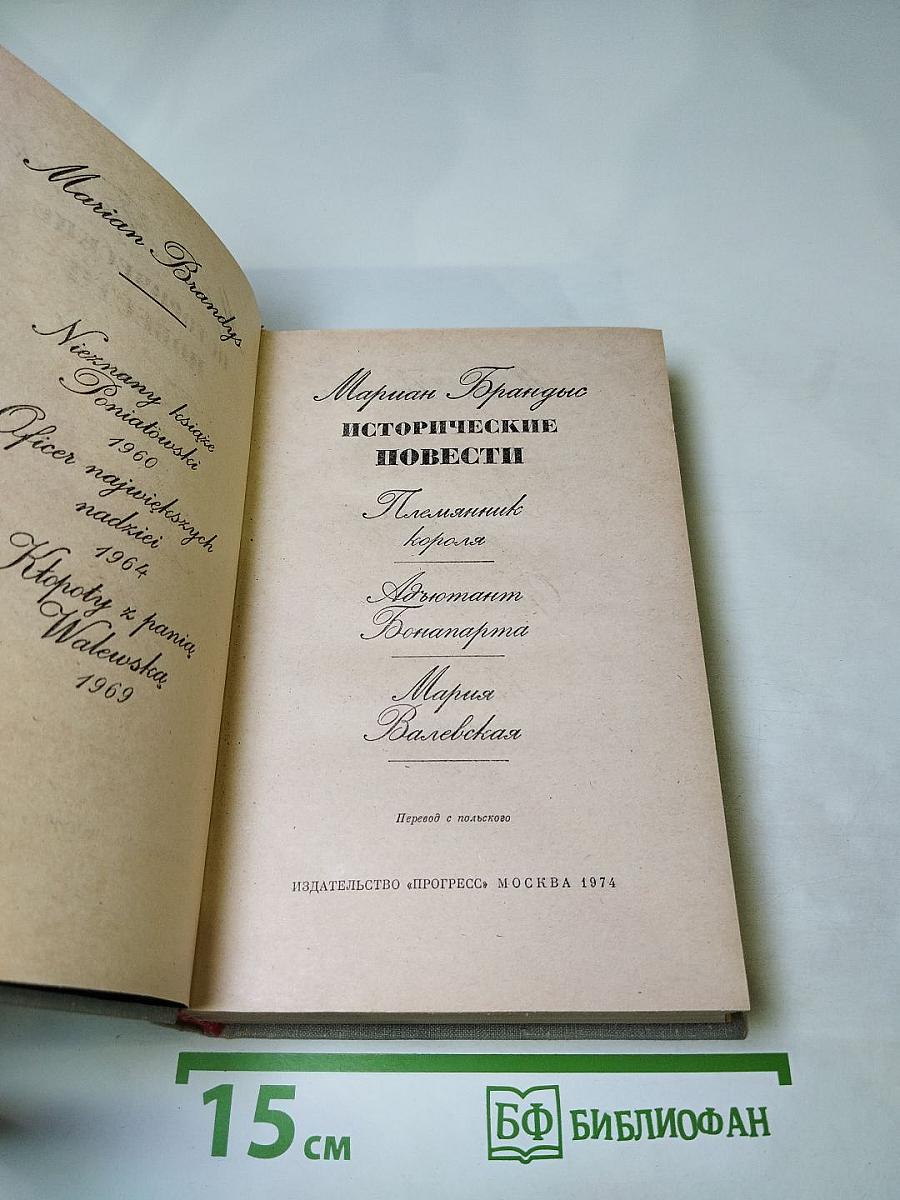 Marian Brandys
Nieznany książe
Poniatowski
1960
Oficer największych
nadziei
1964
Kłopoty z panią
Walewską
1969
Мариан Брандыс
ИСТОРИЧЕСКИЕ
ПОВЕСТИ
Племянник
короля
Адъютант
Бонапарта
Мария
Валевская
Перевод с польского
ИЗДАТЕЛЬСТВО «ПРОГРЕСС» МОСКВА 1974
15 см
БФ БИБЛИОФАН